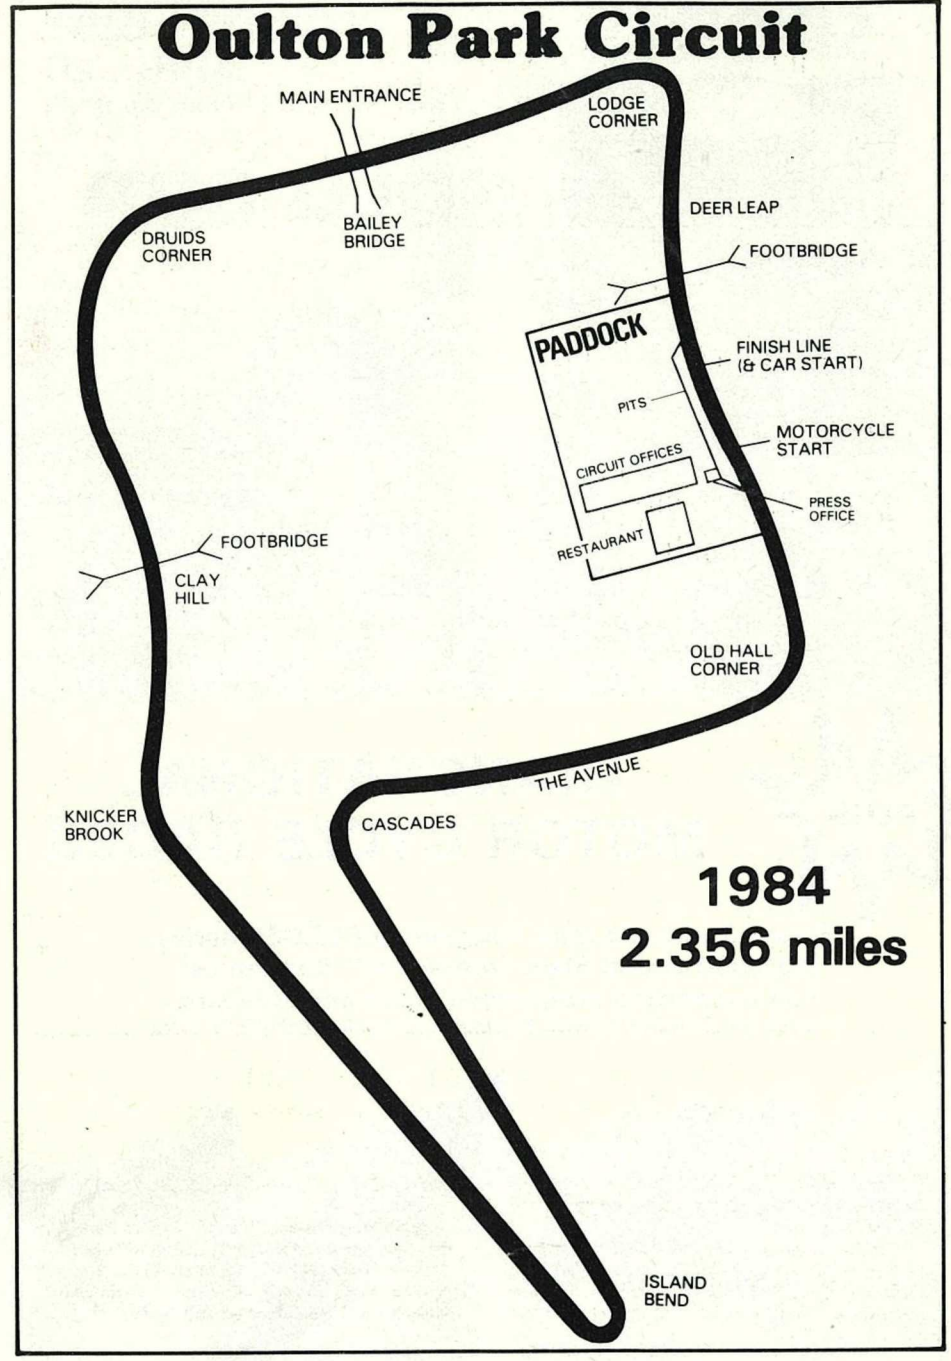 Oulton Park Circuit
MAIN ENTRANCE
LODGE
CORNER
DEER LEAP
BAILEY
BRIDGE
DRUIDS
CORNER
FOOTBRIDGE
PADDOCK
FINISH LINE
(& CAR START)
PITS
MOTORCYCLE
START
CIRCUIT OFFICES
PRESS
OFFICE
RESTAURANT
FOOTBRIDGE
CLAY
HILL
OLD HALL
CORNER
THE AVENUE
KNICKER
BROOK
CASCADES
1984
2.356 miles
ISLAND
BEND